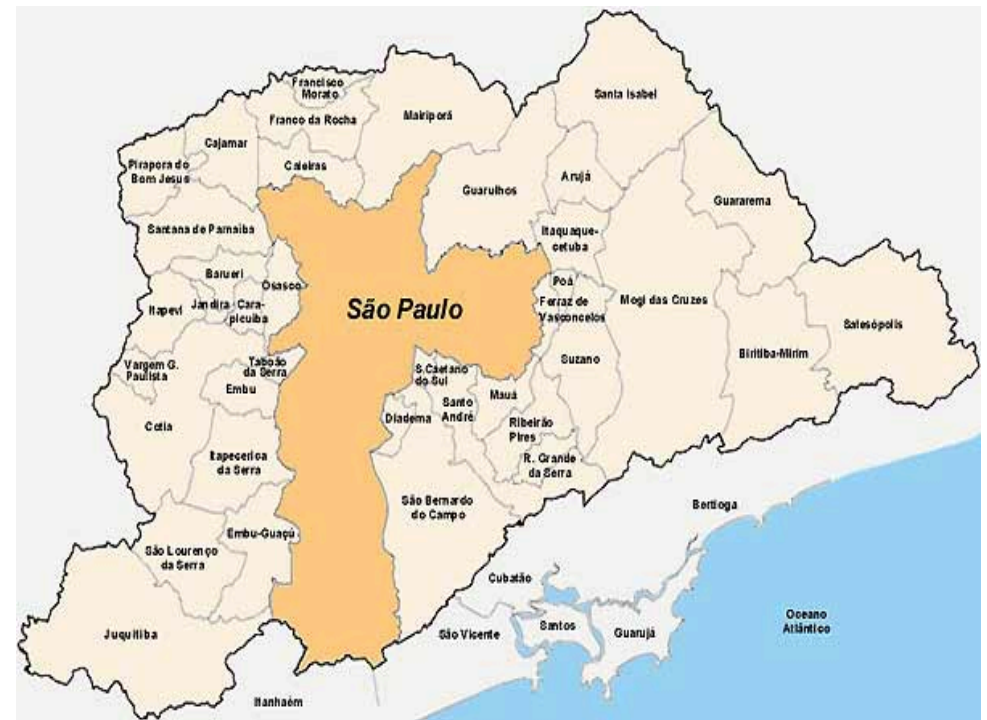 Francisco
Morato
Franco da Rocha
Mairiporã
Santa Isabel
Cajamar
Caieiras
Pirapora do
Bom Jesus
Guarulhos
Arujá
Guararema
Santana de Parnaíba
Itaquaque-
cetuba
Barueri
Osasco
Itapevi
Jandira
Cara-
picuíba
São Paulo
Poá
Ferraz de
Vasconcelos
Mogi das Cruzes
Salesópolis
Vargem G.
Paulista
Taboão
da Serra
Embu
S.Caetano
do Sul
Suzano
Biritiba-Mirim
Cotia
Diadema
Santo
André
Mauá
Ribeirão
Pires
Itapecerica
da Serra
R. Grande
da Serra
São Bernardo
do Campo
Bertioga
Embu-Guaçú
São Lourenço
da Serra
Cubatão
Juquitiba
São Vicente
Santos
Guarujá
Oceano
Atlântico
Itanhaém